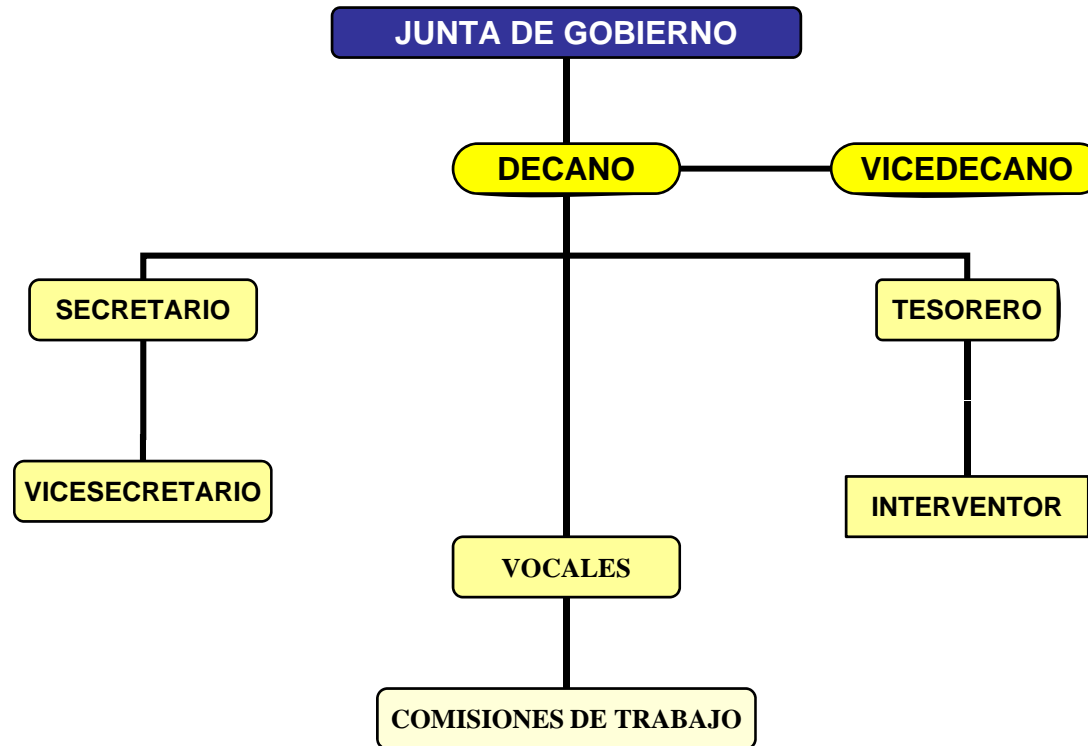 JUNTA DE GOBIERNO
DECANO
VICEDECANO
SECRETARIO
TESORERO
VICESECRETARIO
INTERVENTOR
VOCALES
COMISIONES DE TRABAJO